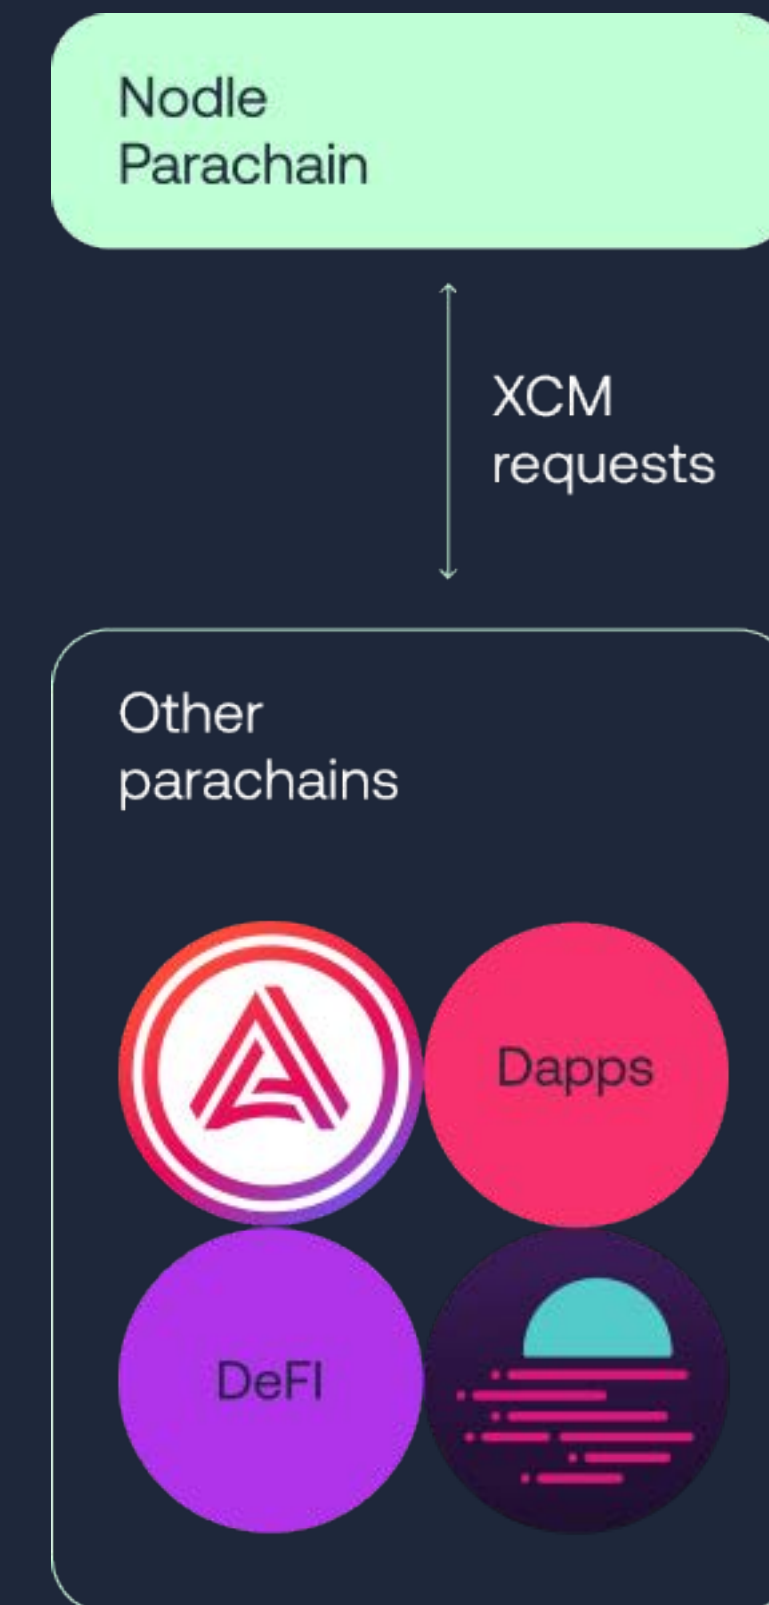 Nodle
Parachain
XCM
requests
Other
parachains
Dapps
DeFI